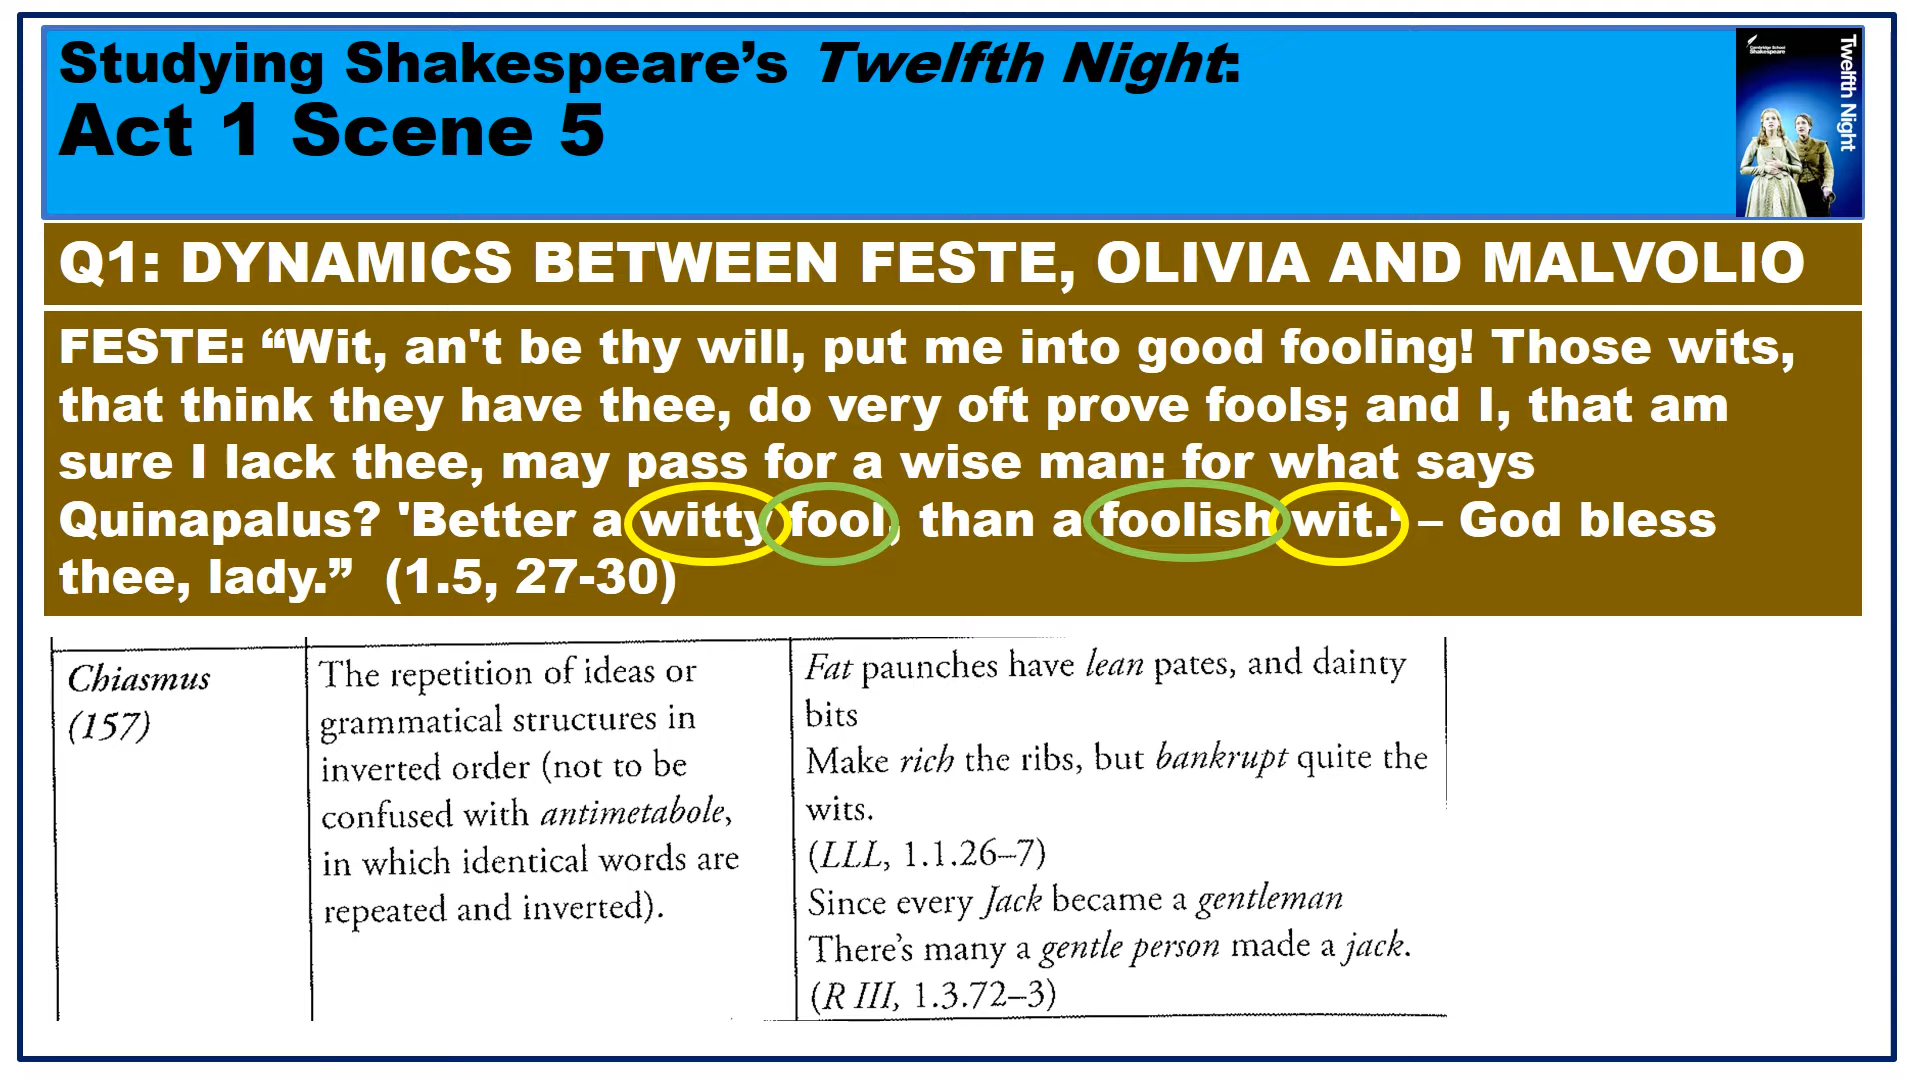 Studying Shakespeare’s Twelfth Night:
Act 1 Scene 5
Cambridge School
Shakespeare
Twelfth Night
Q1: DYNAMICS BETWEEN FESTE, OLIVIA AND MALVOLIO
FESTE: “Wit, an't be thy will, put me into good fooling! Those wits,
that think they have thee, do very oft prove fools; and I, that am
sure I lack thee, may pass for a wise man: for what says
Quinapalus? 'Better a witty fool, than a foolish wit.' – God bless
thee, lady.” (1.5, 27-30)
Chiasmus
(157)
The repetition of ideas or
grammatical structures in
inverted order (not to be
confused with antimetabole,
in which identical words are
repeated and inverted).
Fat paunches have lean pates, and dainty
bits
Make rich the ribs, but bankrupt quite the
wits.
(LLL, 1.1.26–7)
Since every Jack became a gentleman
There’s many a gentle person made a jack.
(R III, 1.3.72–3)